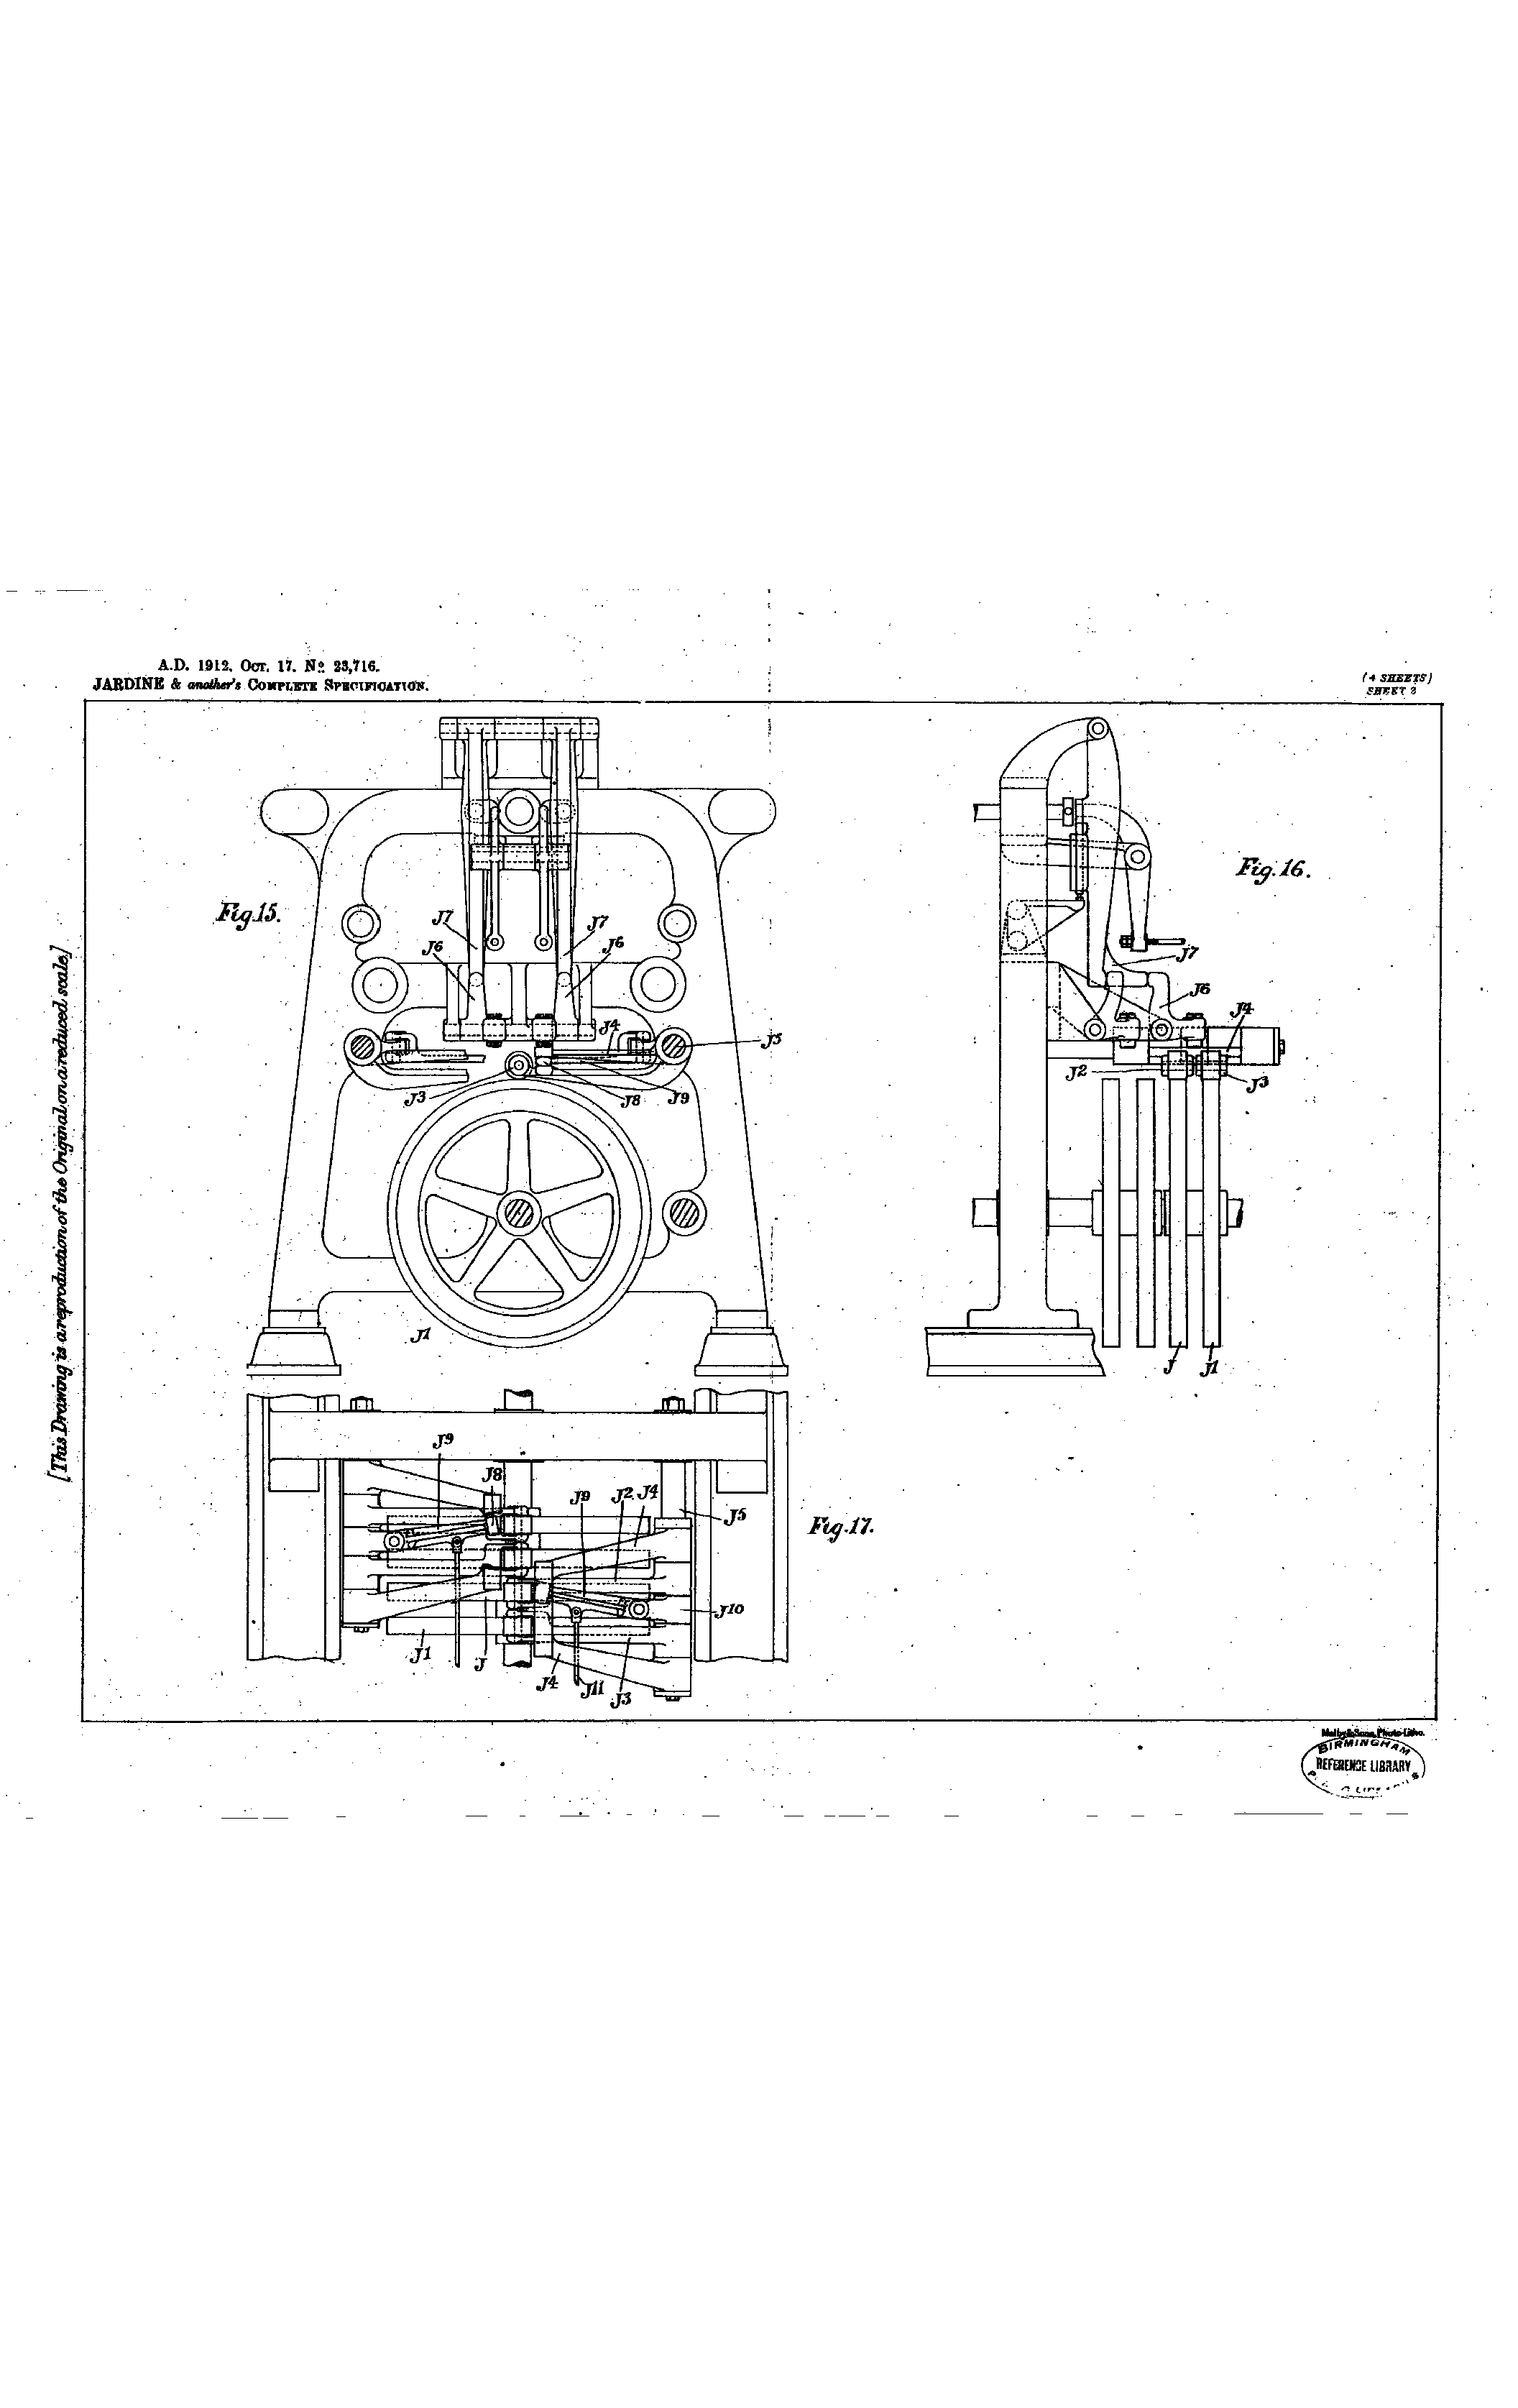 A.D. 1912. Oct. 17. No. 23,716.
JARDINE & another's Complete Specification.
(4 SHEETS)
SHEET 2
[This Drawing is a reproduction of the Original on a reduced scale.]
Fig.15.
J7
J7
J6
J6
J4
J5
J3
J8
J9
J1
Fig.16.
J7
J6
J4
J2
J3
J
J1
Fig.17.
J9
J8
J9
J2
J4
J5
J10
J1
J
J4
J11
J3
Malby&Sons, Photo-Litho.
BIRMINGHAM
REFERENCE LIBRARY